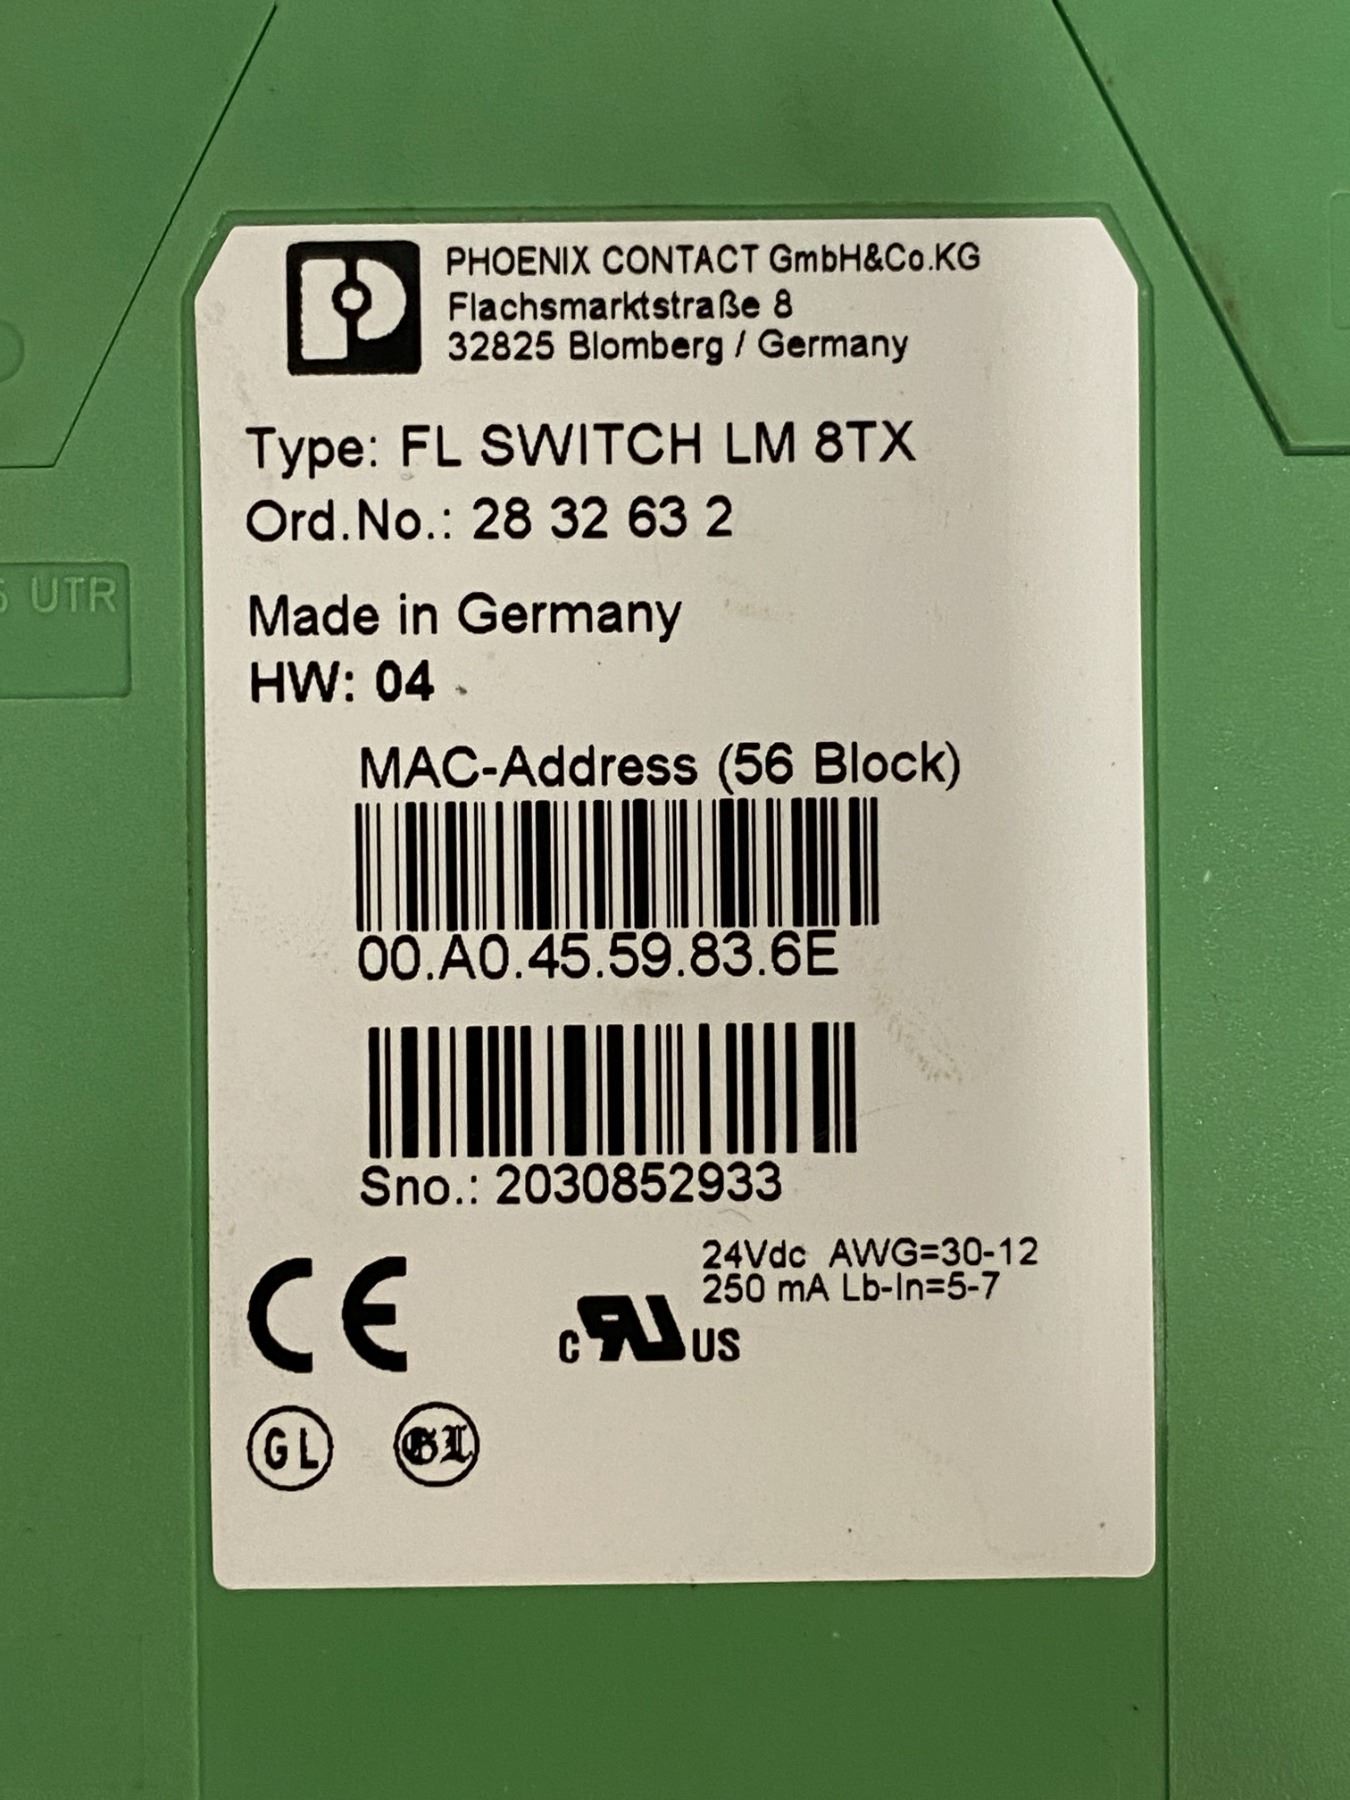 PHOENIX CONTACT GmbH&Co.KG
Flachsmarktstraße 8
32825 Blomberg / Germany
Type: FL SWITCH LM 8TX
Ord.No.: 28 32 63 2
UTR
Made in Germany
HW: 04
MAC-Address (56 Block)
00.A0.45.59.83.6E
Sno.: 2030852933
24Vdc AWG=30-12
250 mA Lb-In=5-7
CE
c RU US
GL
GL